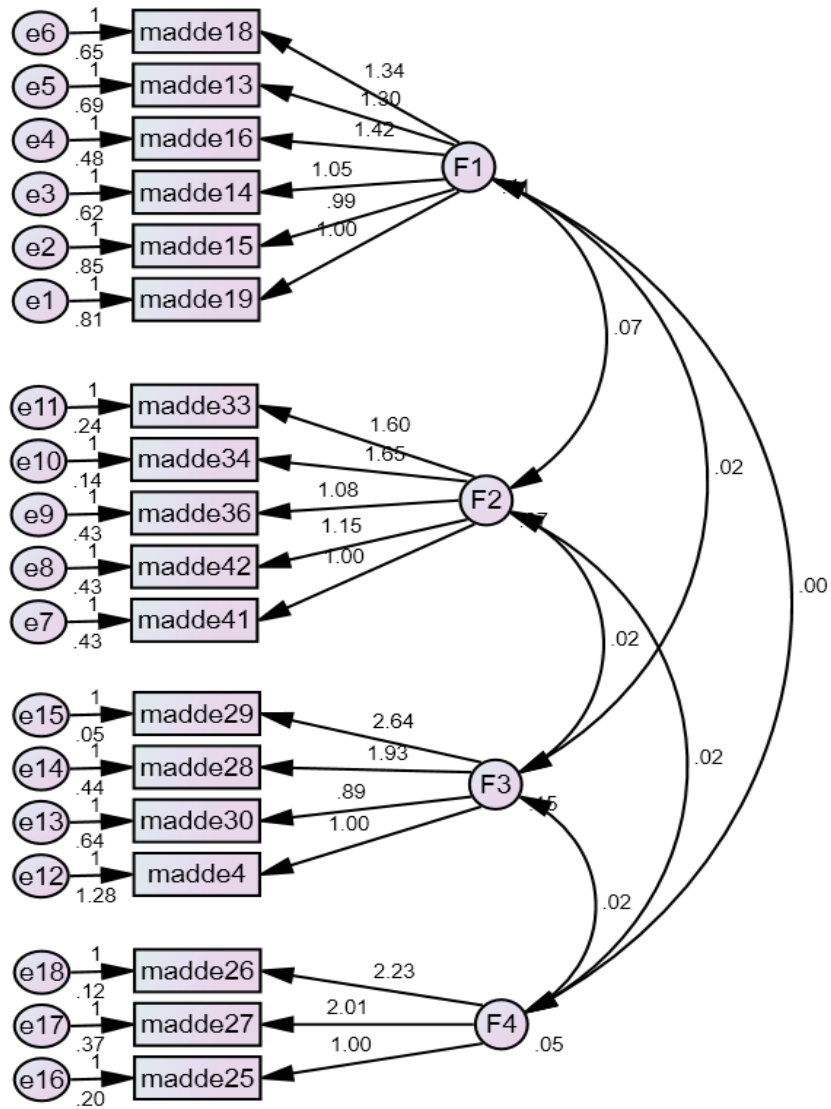 e6 1 .65 madde18
e5 1 .69 madde13
e4 1 .48 madde16
e3 1 .62 madde14
e2 1 .85 madde15
e1 1 .81 madde19
1.34
1.30
1.42
1.05
.99
1.00
F1
.07
.02
.00
e11 1 .24 madde33
e10 1 .14 madde34
e9 1 .43 madde36
e8 1 .43 madde42
e7 1 .43 madde41
1.60
1.65
1.08
1.15
1.00
F2
.02
.02
e15 1 .05 madde29
e14 1 .44 madde28
e13 1 .64 madde30
e12 1 1.28 madde4
2.64
1.93
.89
1.00
F3
.02
e18 1 .12 madde26
e17 1 .37 madde27
e16 1 .20 madde25
2.23
2.01
1.00
F4
.05